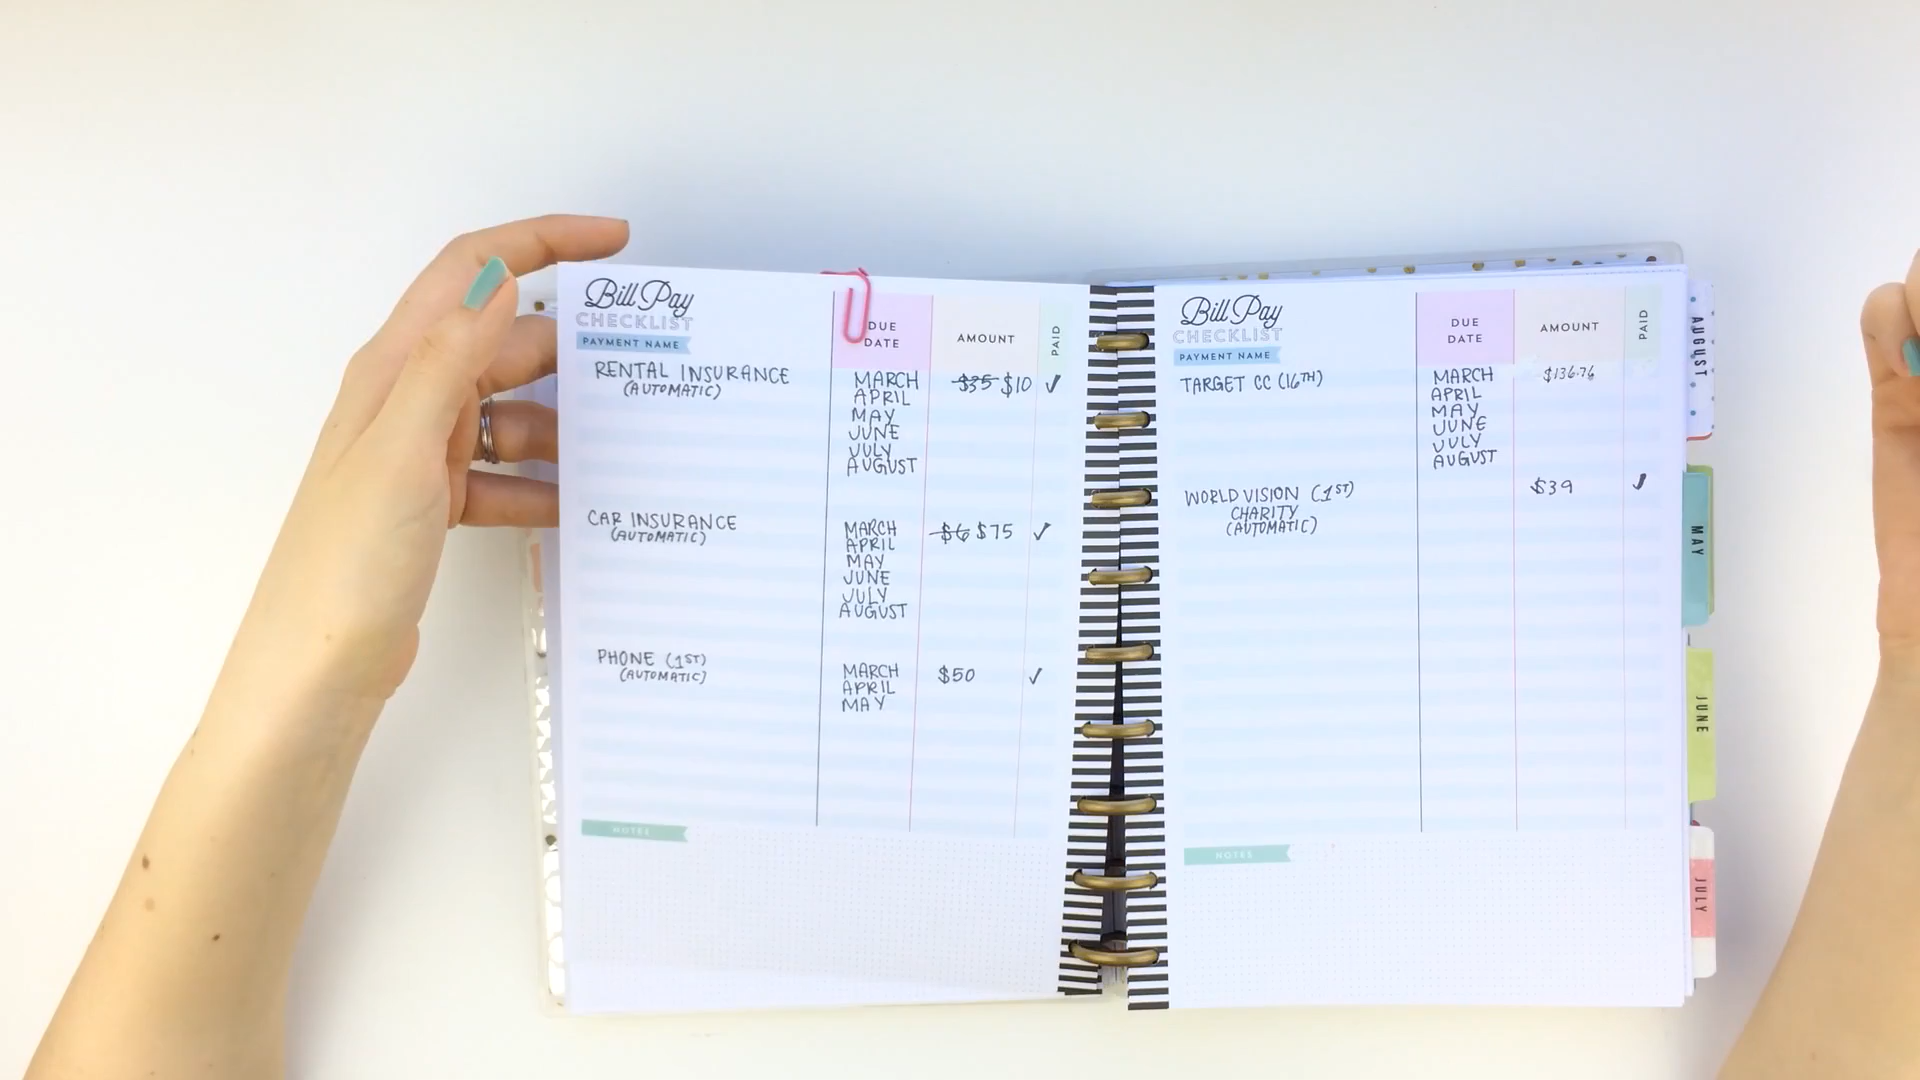 Bill Pay
CHECKLIST
PAYMENT NAME
DUE DATE
AMOUNT
PAID
RENTAL INSURANCE
(AUTOMATIC)
MARCH $35 $10 ✓
APRIL
MAY
JUNE
JULY
AUGUST
CAR INSURANCE
(AUTOMATIC)
MARCH $6 $75 ✓
APRIL
MAY
JUNE
JULY
AUGUST
PHONE (1ST)
(AUTOMATIC)
MARCH $50 ✓
APRIL
MAY
NOTES
Bill Pay
CHECKLIST
PAYMENT NAME
DUE DATE
AMOUNT
PAID
TARGET CC (16TH)
MARCH $136.76
APRIL
MAY
JUNE
JULY
AUGUST
WORLD VISION (1ST) $39 ✓
CHARITY
(AUTOMATIC)
NOTES
AUGUST
MAY
JUNE
JULY